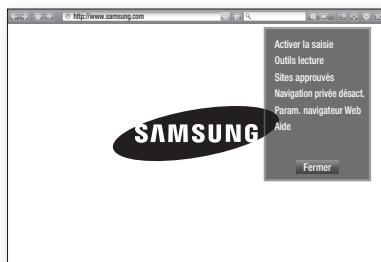 http://www.samsung.com
Activer la saisie
Outils lecture
Sites approuvés
Navigation privée désact.
Param. navigateur Web
Aide
SAMSUNG
Fermer